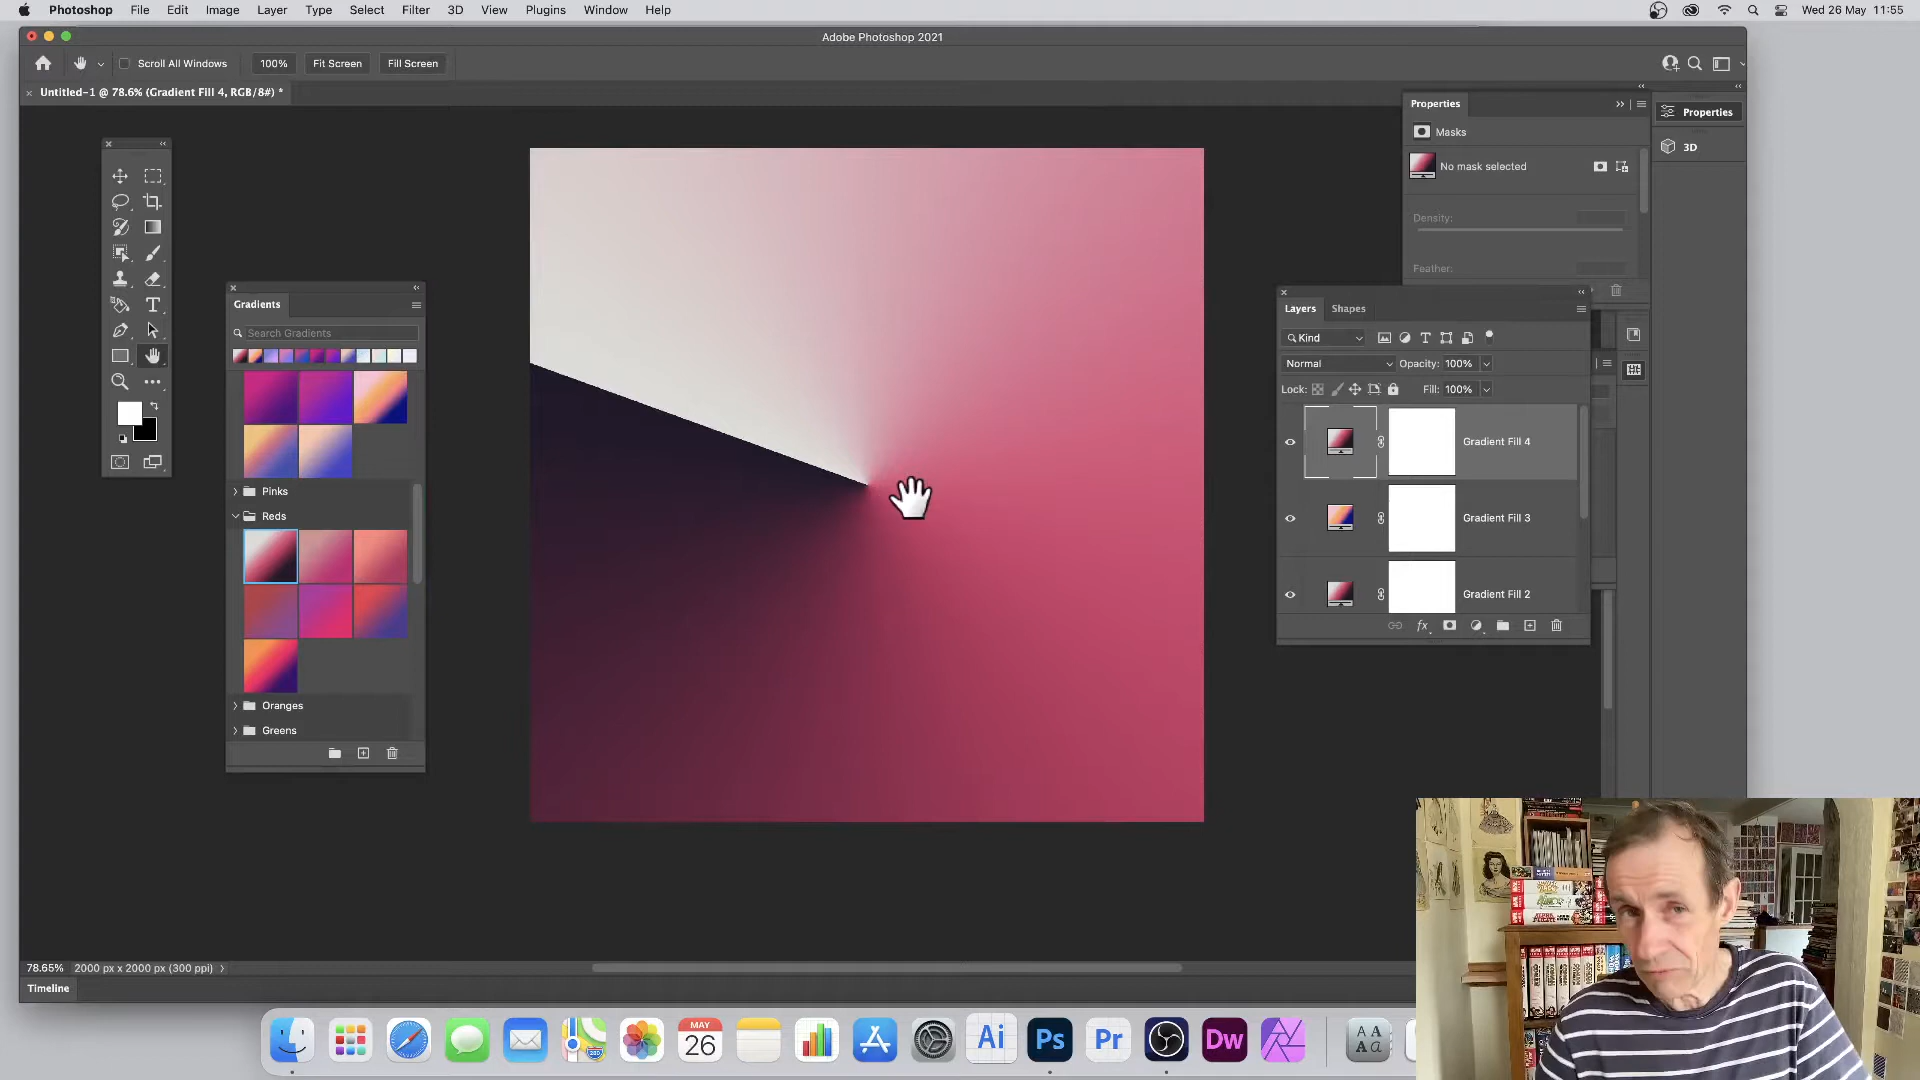 Photoshop File Edit Image Layer Type Select Filter 3D View Plugins Window Help Wed 26 May 11:55
Adobe Photoshop 2021
Scroll All Windows 100% Fit Screen Fill Screen
Untitled-1 @ 78.6% (Gradient Fill 4, RGB/8#) *
Properties
Masks
No mask selected
Density:
Feather:
Properties
3D
Gradients
Search Gradients
Pinks
Reds
Oranges
Greens
Layers Shapes
Kind
Normal Opacity: 100%
Lock: Fill: 100%
Gradient Fill 4
Gradient Fill 3
Gradient Fill 2
78.65% 2000 px x 2000 px (300 ppi)
Timeline
MAY
26
280
Ai
Ps
Pr
Dw
A A
A a